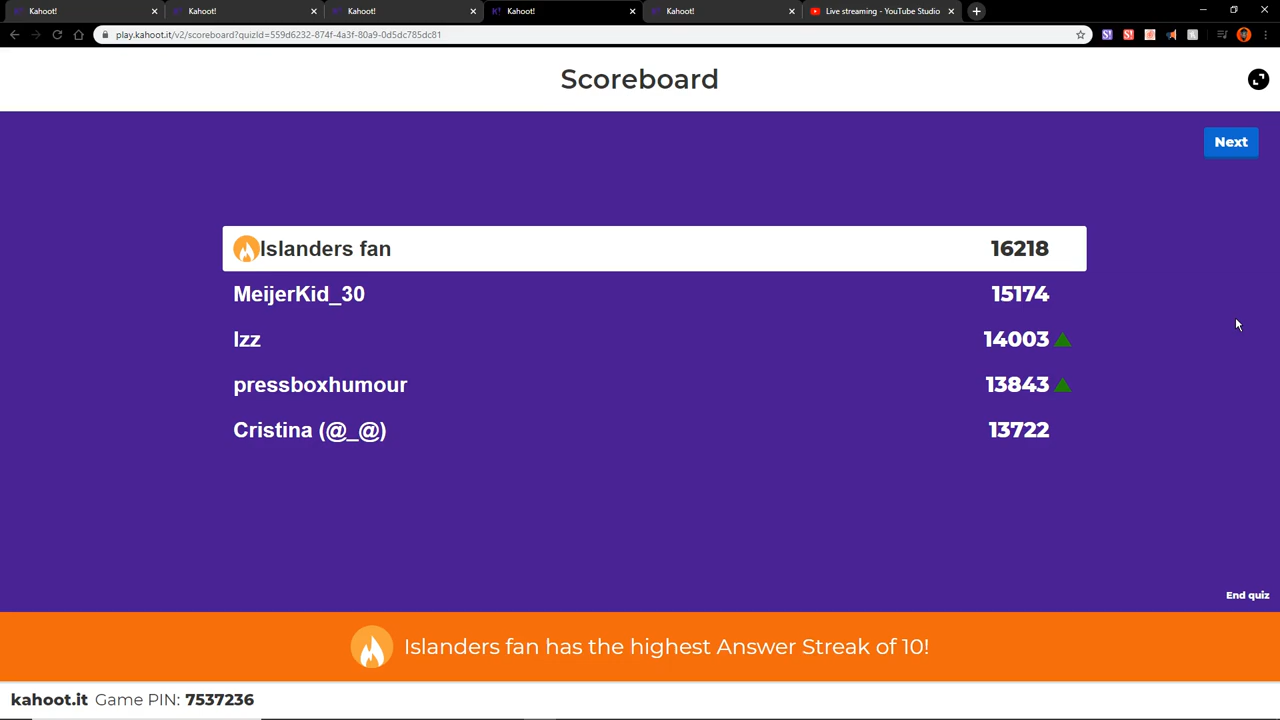 Kahoot!
Kahoot!
Kahoot!
K! Kahoot!
Kahoot!
Live streaming - YouTube Studio
play.kahoot.it/v2/scoreboard?quizId=559d6232-874f-4a3f-80a9-0d5dc785dc81
Scoreboard
Next
Islanders fan 16218
MeijerKid_30 15174
Izz 14003
pressboxhumour 13843
Cristina (@_@) 13722
End quiz
Islanders fan has the highest Answer Streak of 10!
kahoot.it Game PIN: 7537236